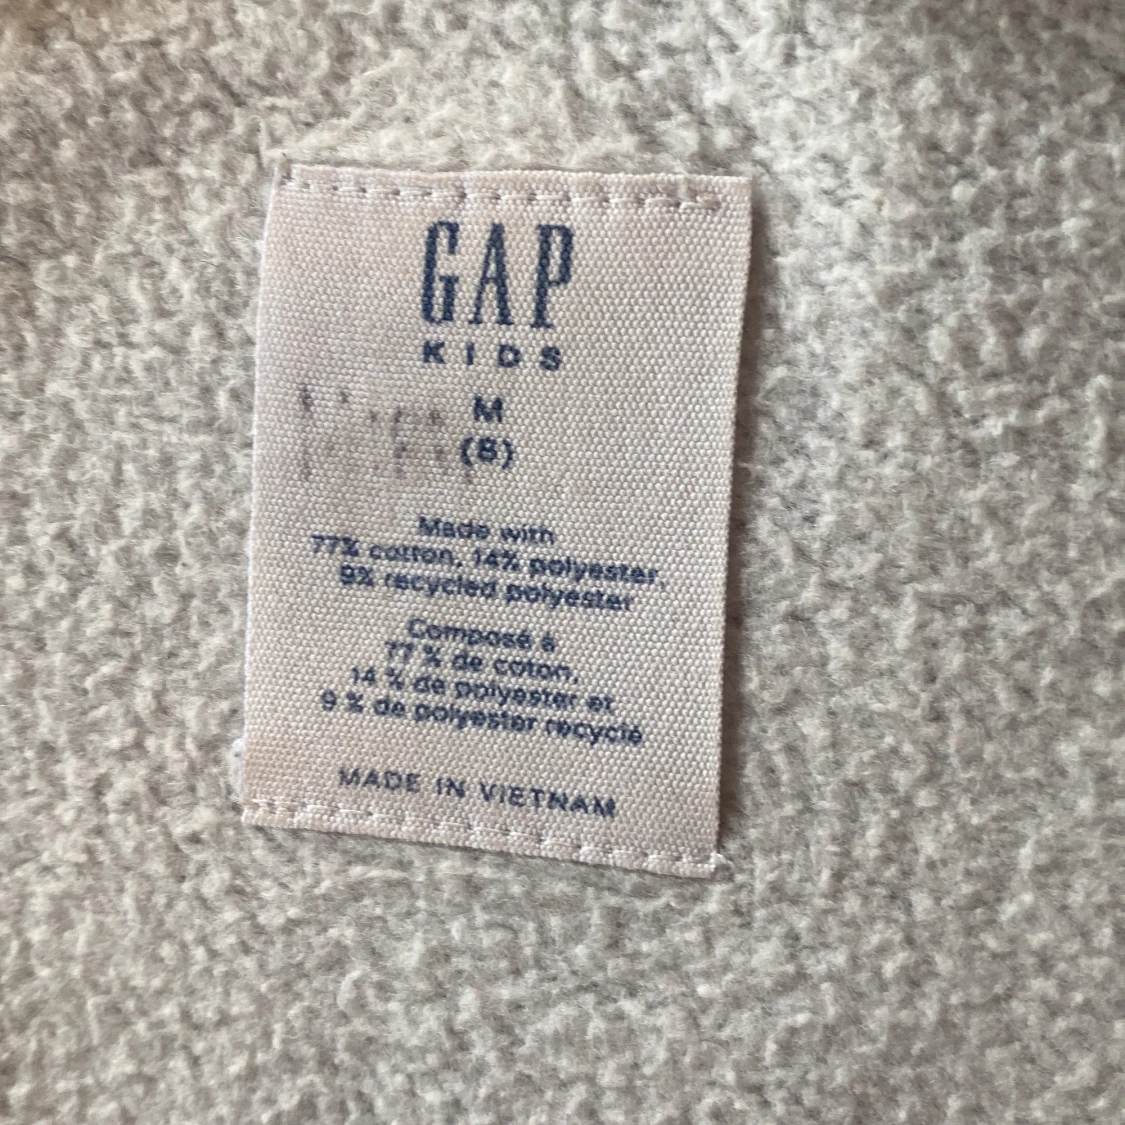 GAP
KIDS
M
(8)
Made with
77% cotton, 14% polyester,
9% recycled polyester
Composé à
77 % de coton,
14 % de polyester et
9 % de polyester recyclé
MADE IN VIETNAM